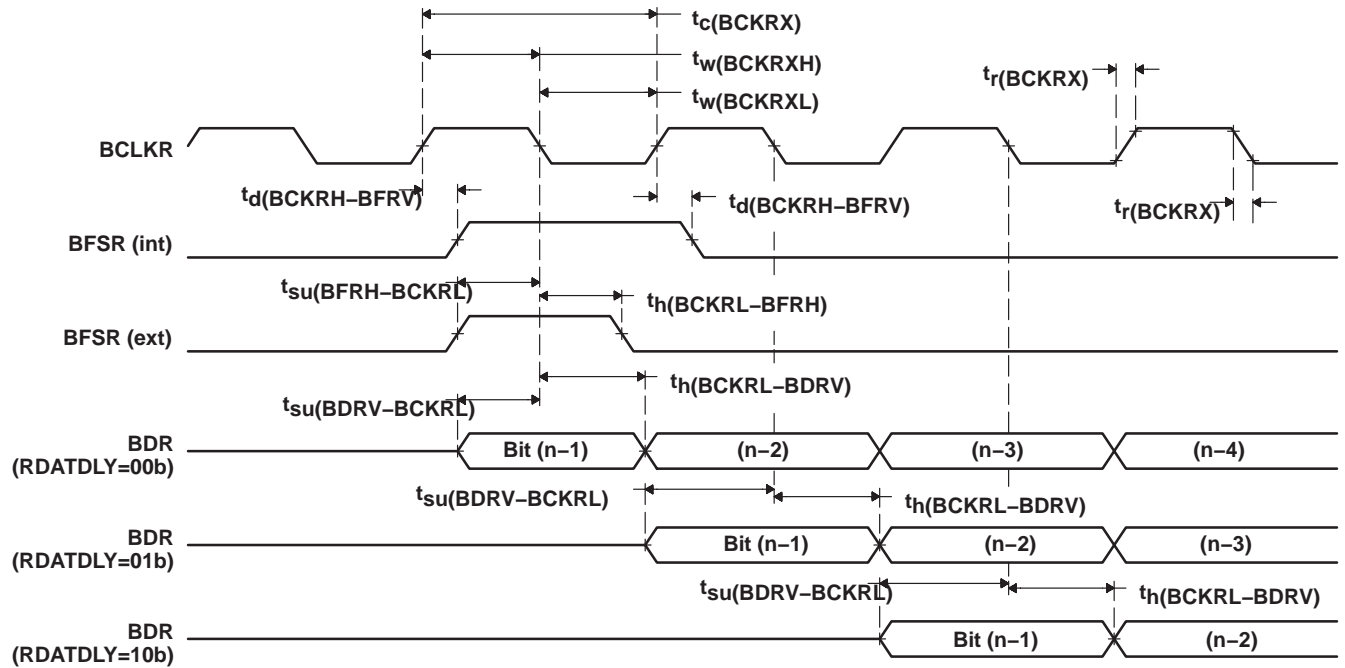 tc(BCKRX)
tw(BCKRXH)
tr(BCKRX)
tw(BCKRXL)
BCLKR
td(BCKRH–BFRV)
td(BCKRH–BFRV)
tr(BCKRX)
BFSR (int)
tsu(BFRH–BCKRL)
th(BCKRL–BFRH)
BFSR (ext)
th(BCKRL–BDRV)
tsu(BDRV–BCKRL)
BDR
(RDATDLY=00b)
Bit (n–1) (n–2) (n–3) (n–4)
tsu(BDRV–BCKRL)
th(BCKRL–BDRV)
BDR
(RDATDLY=01b)
Bit (n–1) (n–2) (n–3)
tsu(BDRV–BCKRL)
th(BCKRL–BDRV)
BDR
(RDATDLY=10b)
Bit (n–1) (n–2)